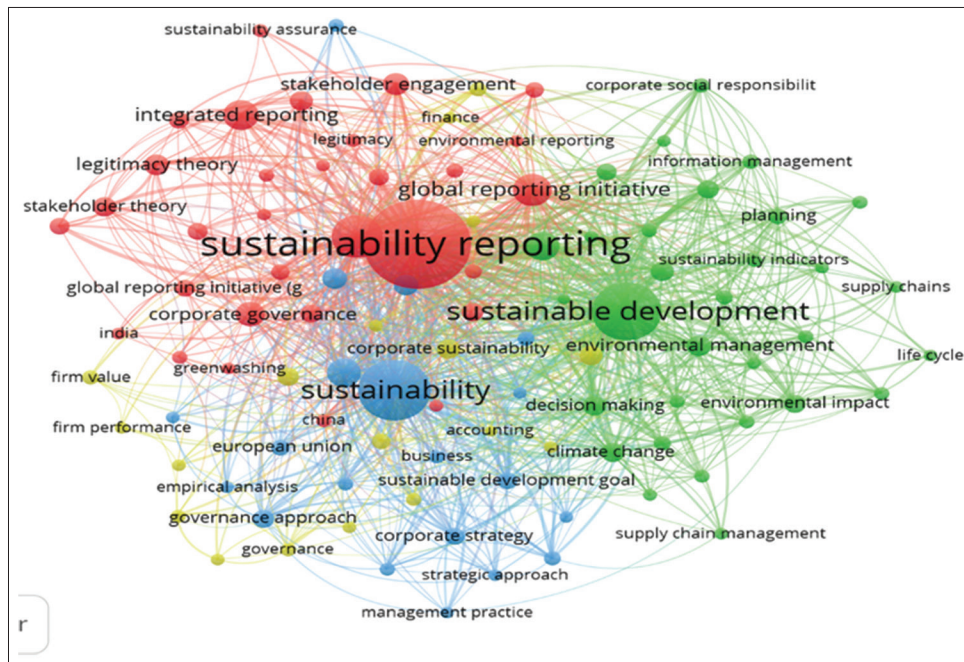 sustainability assurance
stakeholder engagement
corporate social responsibilit
integrated reporting
finance
legitimacy
environmental reporting
legitimacy theory
information management
global reporting initiative
stakeholder theory
planning
sustainability reporting
sustainability indicators
global reporting initiative (g
supply chains
corporate governance
sustainable development
india
corporate sustainability
environmental management
life cycle
greenwashing
firm value
sustainability
decision making
environmental impact
china
firm performance
accounting
european union
business
climate change
empirical analysis
sustainable development goal
governance approach
corporate strategy
supply chain management
governance
strategic approach
management practice
r